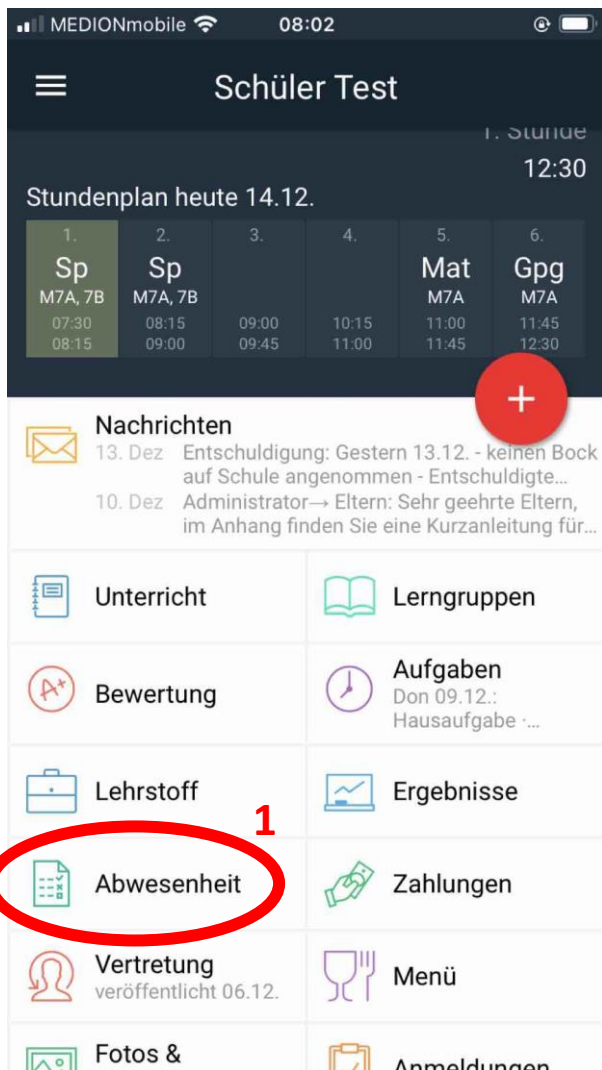 MEDIONmobile 08:02
Schüler Test
1. Stunde
12:30
Stundenplan heute 14.12.
1. 2. 3. 4. 5. 6.
Sp Sp Mat Gpg
M7A, 7B M7A, 7B M7A M7A
07:30 08:15 09:00 10:15 11:00 11:45
08:15 09:00 09:45 11:00 11:45 12:30
+
Nachrichten
13. Dez Entschuldigung: Gestern 13.12. - keinen Bock
auf Schule angenommen - Entschuldigte...
10. Dez Administrator→ Eltern: Sehr geehrte Eltern,
im Anhang finden Sie eine Kurzanleitung für...
Unterricht
Lerngruppen
A+
Bewertung
Aufgaben
Don 09.12.:
Hausaufgabe ·...
Lehrstoff
Ergebnisse
1
Abwesenheit
Zahlungen
Vertretung
veröffentlicht 06.12.
Menü
Fotos &
Anmeldungen